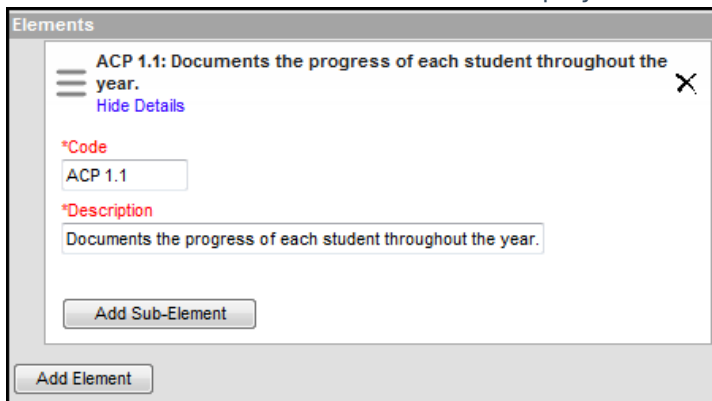 Elements
ACP 1.1: Documents the progress of each student throughout the
year.
Hide Details
*Code
ACP 1.1
*Description
Documents the progress of each student throughout the year.
Add Sub-Element
Add Element